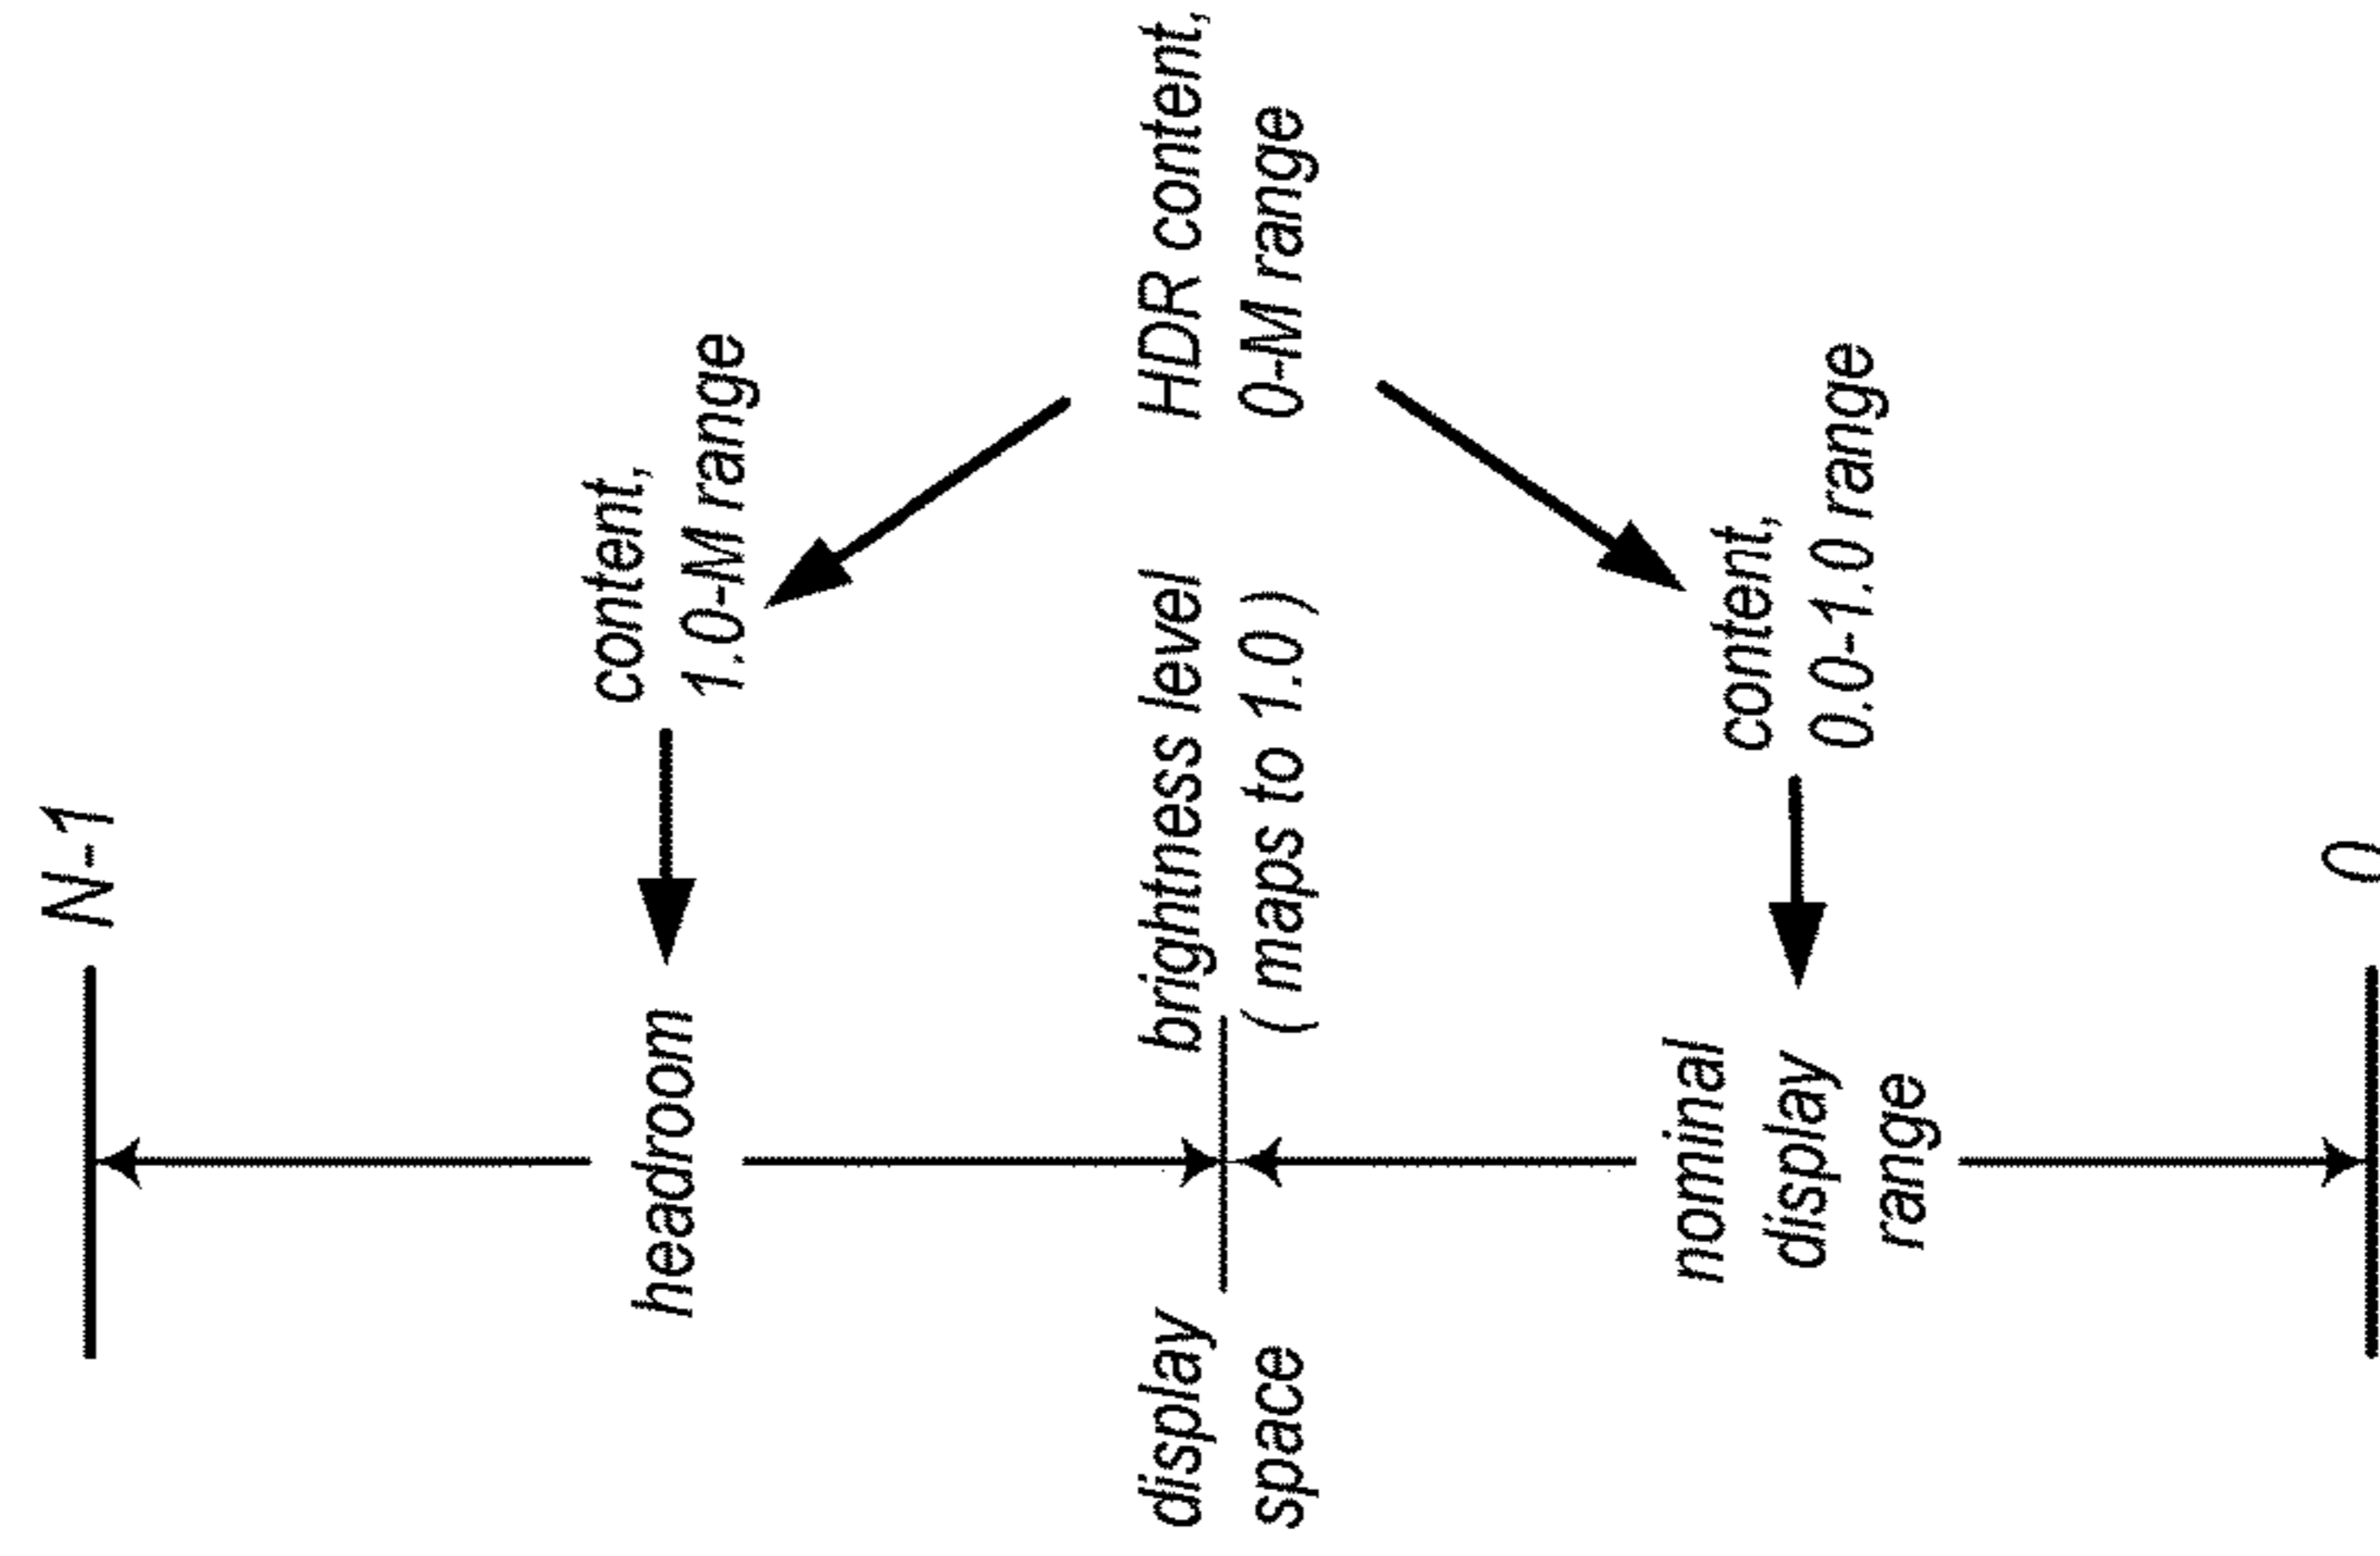 N-1
headroom
content,
1.0-M range
display
space
brightness level
( maps to 1.0 )
HDR content,
0-M range
nominal
display
range
content,
0.0-1.0 range
0